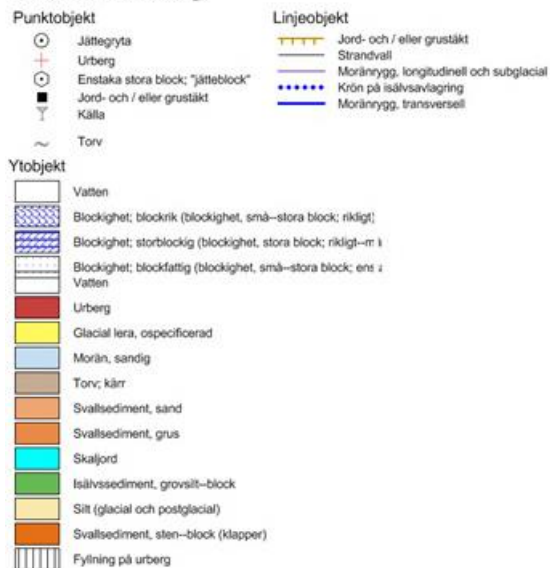 Punktobjekt
Jättegryta
Urberg
Enstaka stora block; "jätteblock"
Jord- och / eller grustäkt
Källa
Torv
Linjeobjekt
Jord- och / eller grustäkt
Strandvall
Moränrygg, longitudinell och subglacial
Krön på isälvsavlagring
Moränrygg, transversell
Ytobjekt
Vatten
Blockighet; blockrik (blockighet, små--stora block; rikligt)
Blockighet; storblockig (blockighet, stora block; rikligt--m
Blockighet; blockfattig (blockighet, små--stora block; ens
Vatten
Urberg
Glacial lera, ospecificerad
Morän, sandig
Torv; kärr
Svallsediment, sand
Svallsediment, grus
Skaljord
Isälvssediment, grovsilt--block
Silt (glacial och postglacial)
Svallsediment, sten--block (klapper)
Fyllning på urberg